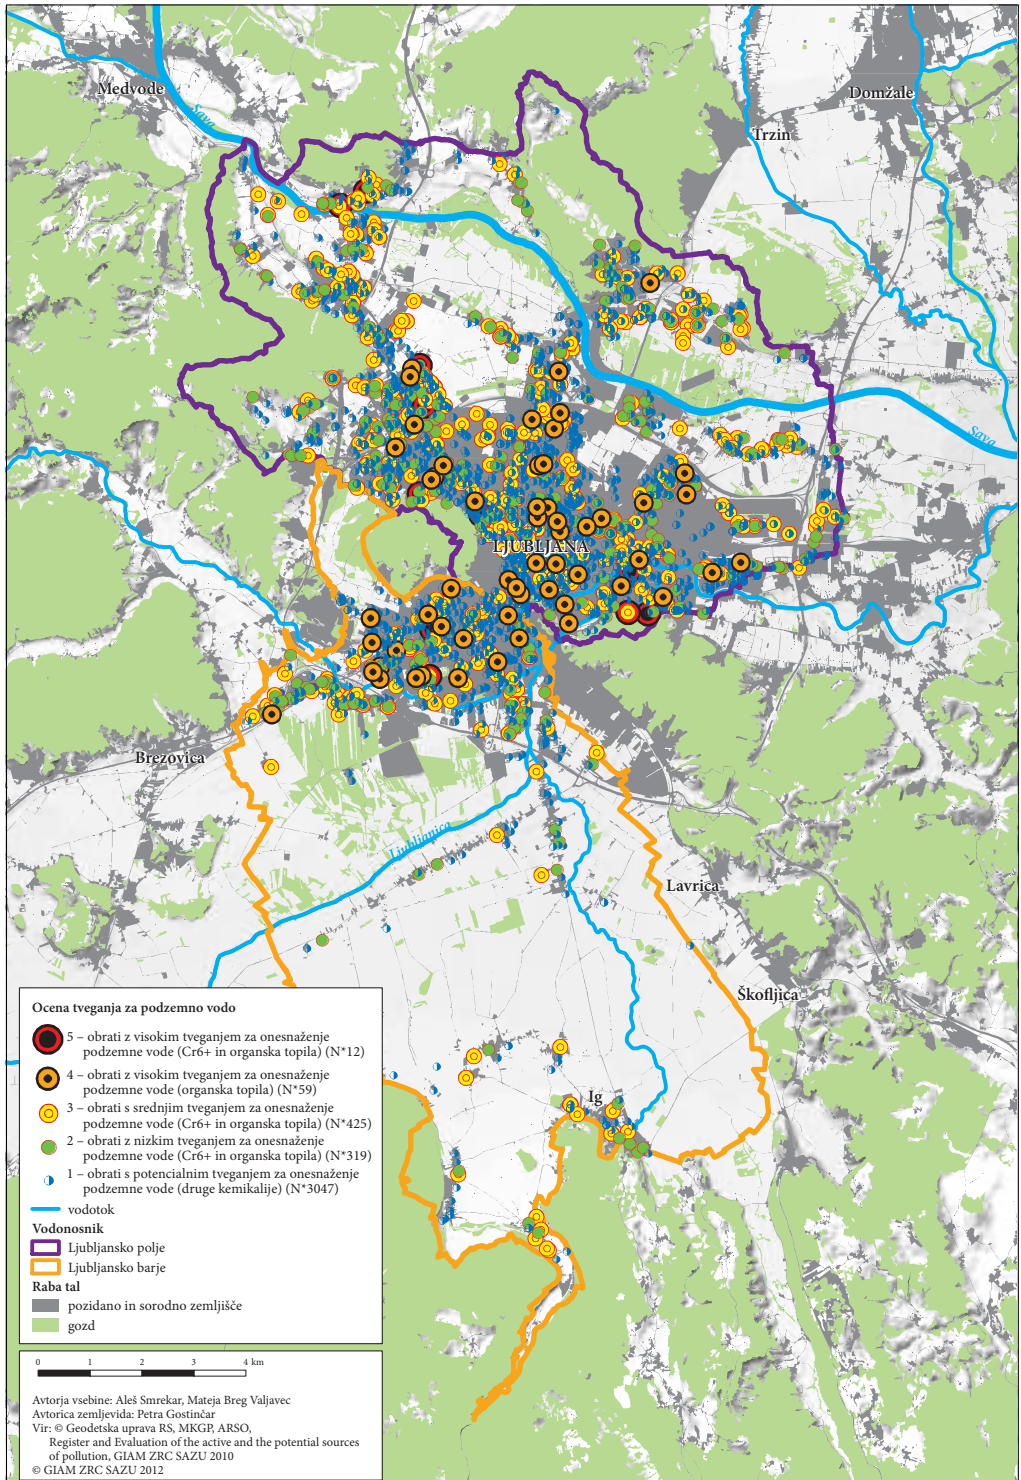 Medvode
Sava
Domžale
Trzin
Sava
LJUBLJANA
Brezovica
Ljubljanica
Lavrica
Škofljica
Ig
Ocena tveganja za podzemno vodo
5 – obrati z visokim tveganjem za onesnaženje
podzemne vode (Cr6+ in organska topila) (N*12)
4 – obrati z visokim tveganjem za onesnaženje
podzemne vode (organska topila) (N*59)
3 – obrati s srednjim tveganjem za onesnaženje
podzemne vode (Cr6+ in organska topila) (N*425)
2 – obrati z nizkim tveganjem za onesnaženje
podzemne vode (Cr6+ in organska topila) (N*319)
1 – obrati s potencialnim tveganjem za onesnaženje
podzemne vode (druge kemikalije) (N*3047)
vodotok
Vodonosnik
Ljubljansko polje
Ljubljansko barje
Raba tal
pozidano in sorodno zemljišče
gozd
0 1 2 3 4 km
Avtorja vsebine: Aleš Smrekar, Mateja Breg Valjavec
Avtorica zemljevida: Petra Gostinčar
Vir: © Geodetska uprava RS, MKGP, ARSO,
Register and Evaluation of the active and the potential sources
of pollution, GIAM ZRC SAZU 2010
© GIAM ZRC SAZU 2012